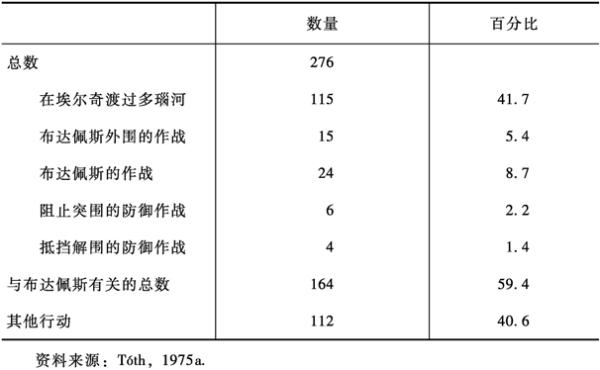 数量 百分比
总数 276
在埃尔奇渡过多瑙河 115 41.7
布达佩斯外围的作战 15 5.4
布达佩斯的作战 24 8.7
阻止突围的防御作战 6 2.2
抵挡解围的防御作战 4 1.4
与布达佩斯有关的总数 164 59.4
其他行动 112 40.6
资料来源：Tóth，1975a.